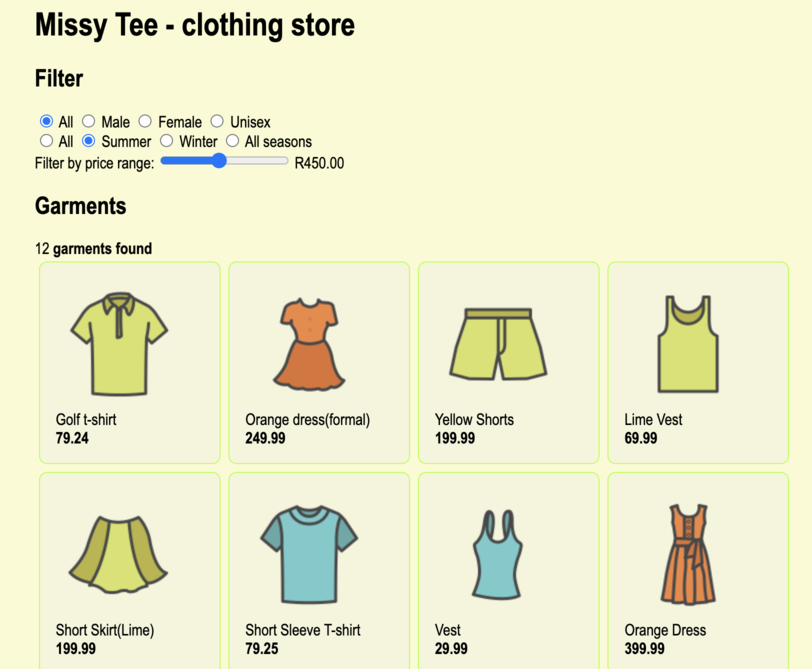 Missy Tee - clothing store
Filter
All Male Female Unisex
All Summer Winter All seasons
Filter by price range: R450.00
Garments
12 garments found
Golf t-shirt
79.24
Orange dress(formal)
249.99
Yellow Shorts
199.99
Lime Vest
69.99
Short Skirt(Lime)
199.99
Short Sleeve T-shirt
79.25
Vest
29.99
Orange Dress
399.99